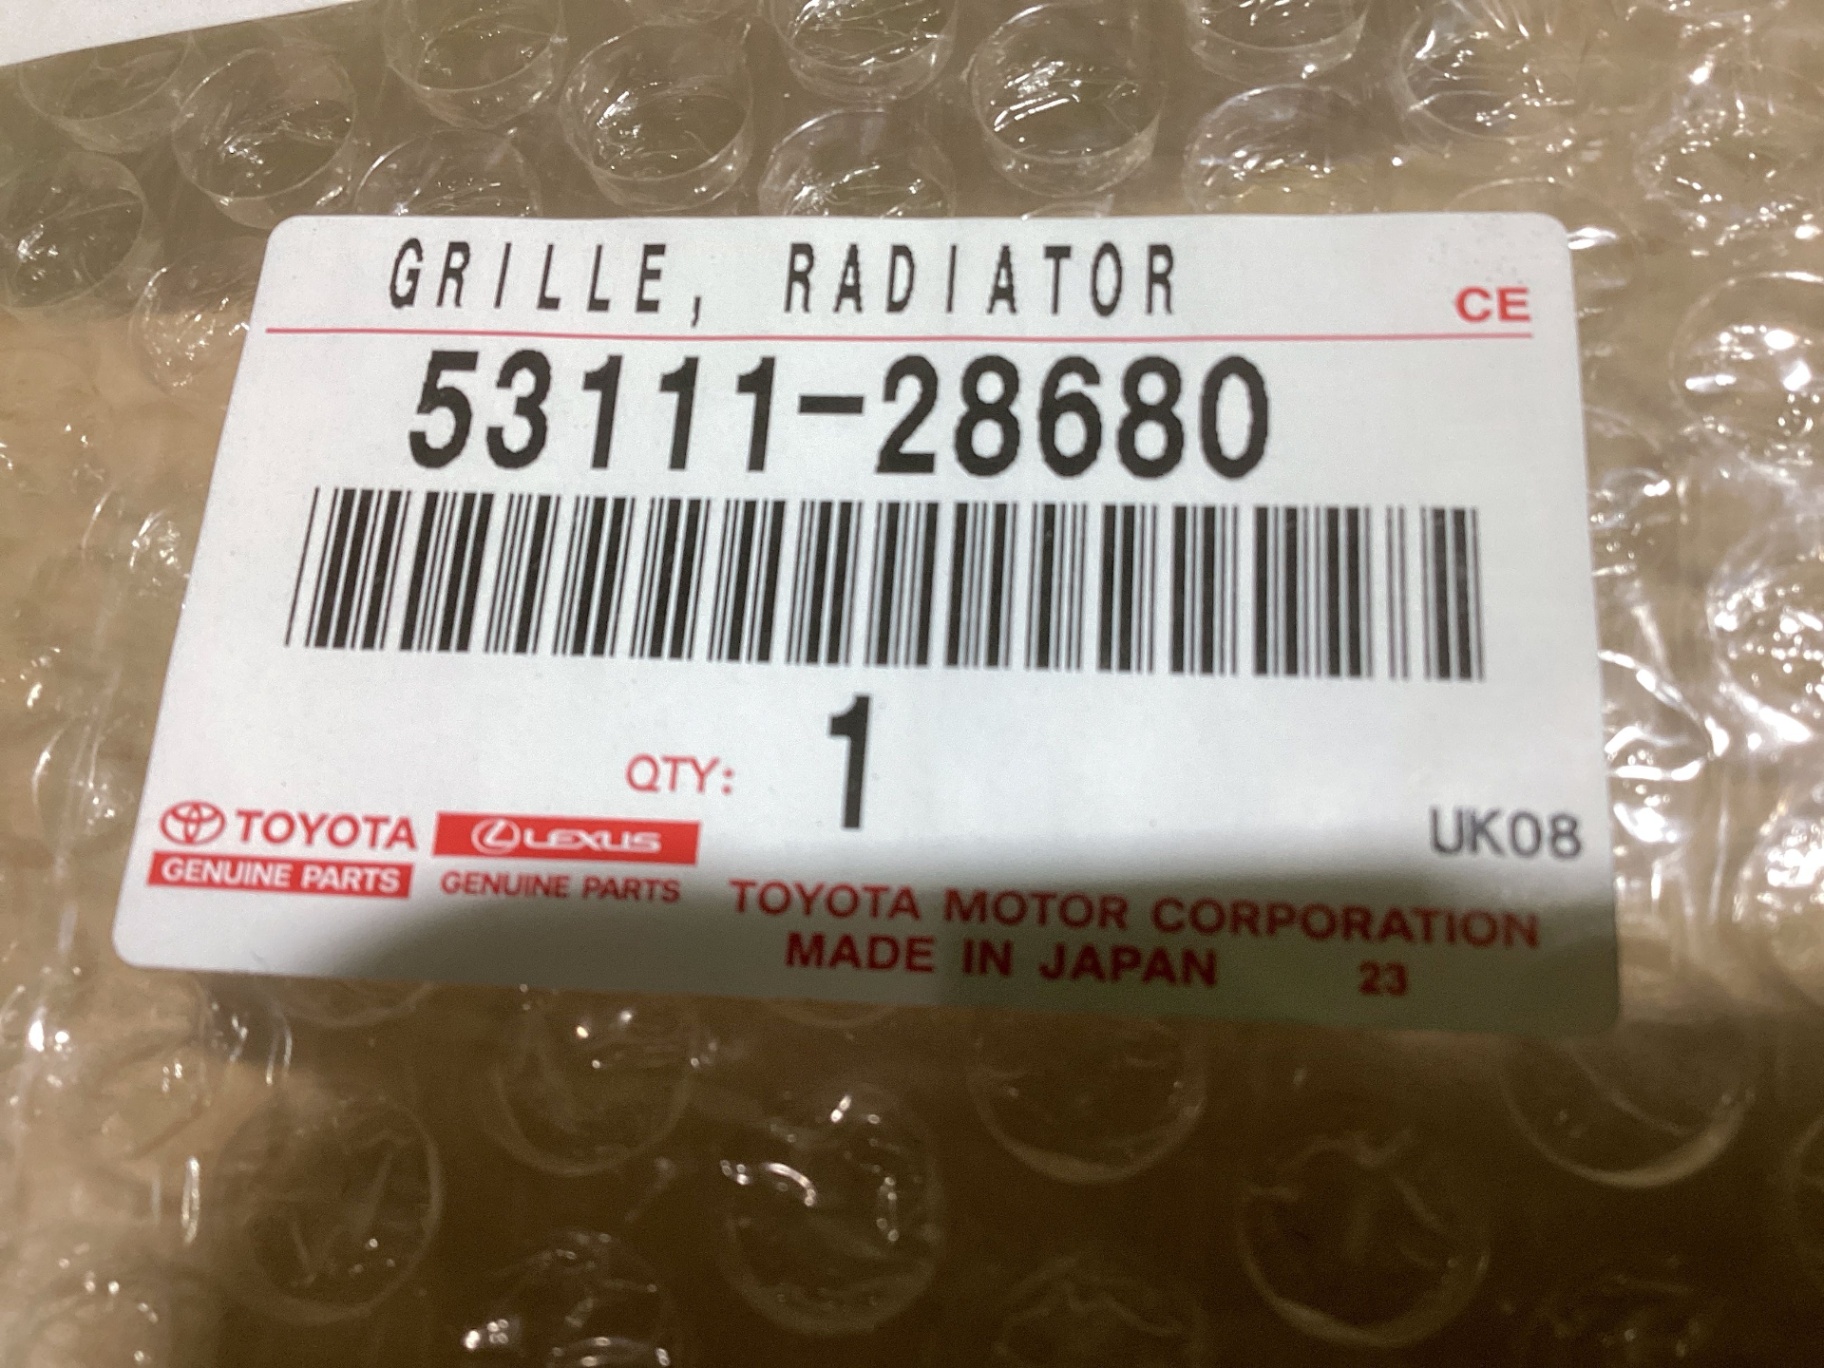 GRILLE, RADIATOR
CE
53111-28680
QTY: 1
UK08
TOYOTA
GENUINE PARTS
LEXUS
GENUINE PARTS
TOYOTA MOTOR CORPORATION
MADE IN JAPAN 23